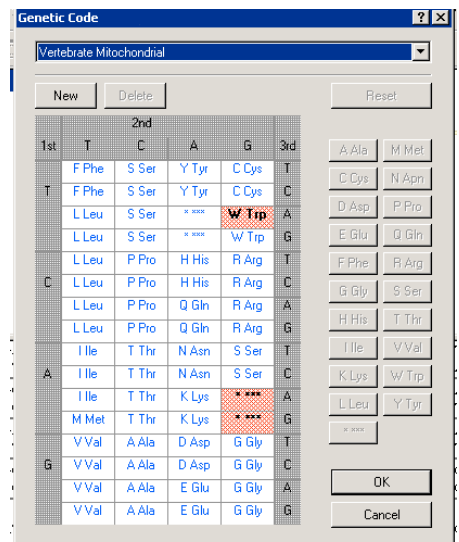 Genetic Code
Vertebrate Mitochondrial
New Delete Reset
2nd
1st T C A G 3rd
F Phe S Ser Y Tyr C Cys T
T F Phe S Ser Y Tyr C Cys C
L Leu S Ser * *** W Trp A
L Leu S Ser * *** W Trp G
L Leu P Pro H His R Arg T
C L Leu P Pro H His R Arg C
L Leu P Pro Q Gln R Arg A
L Leu P Pro Q Gln R Arg G
I Ile T Thr N Asn S Ser T
A I Ile T Thr N Asn S Ser C
I Ile T Thr K Lys * *** A
M Met T Thr K Lys * *** G
V Val A Ala D Asp G Gly T
G V Val A Ala D Asp G Gly C
V Val A Ala E Glu G Gly A
V Val A Ala E Glu G Gly G
A Ala M Met
C Cys N Apn
D Asp P Pro
E Glu Q Gln
F Phe R Arg
G Gly S Ser
H His T Thr
I Ile V Val
K Lys W Trp
L Leu Y Tyr
* ***
OK
Cancel